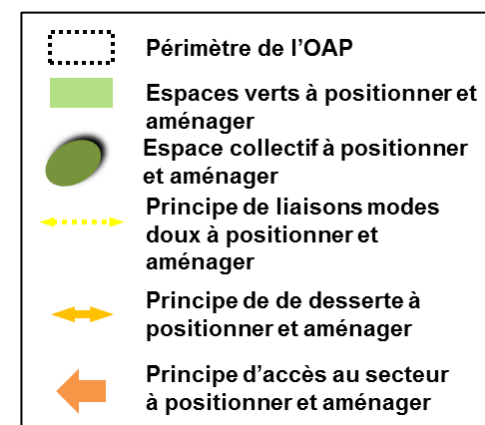 Périmètre de l'OAP
Espaces verts à positionner et
aménager
Espace collectif à positionner
et aménager
Principe de liaisons modes
doux à positionner et
aménager
Principe de de desserte à
positionner et aménager
Principe d'accès au secteur
à positionner et aménager